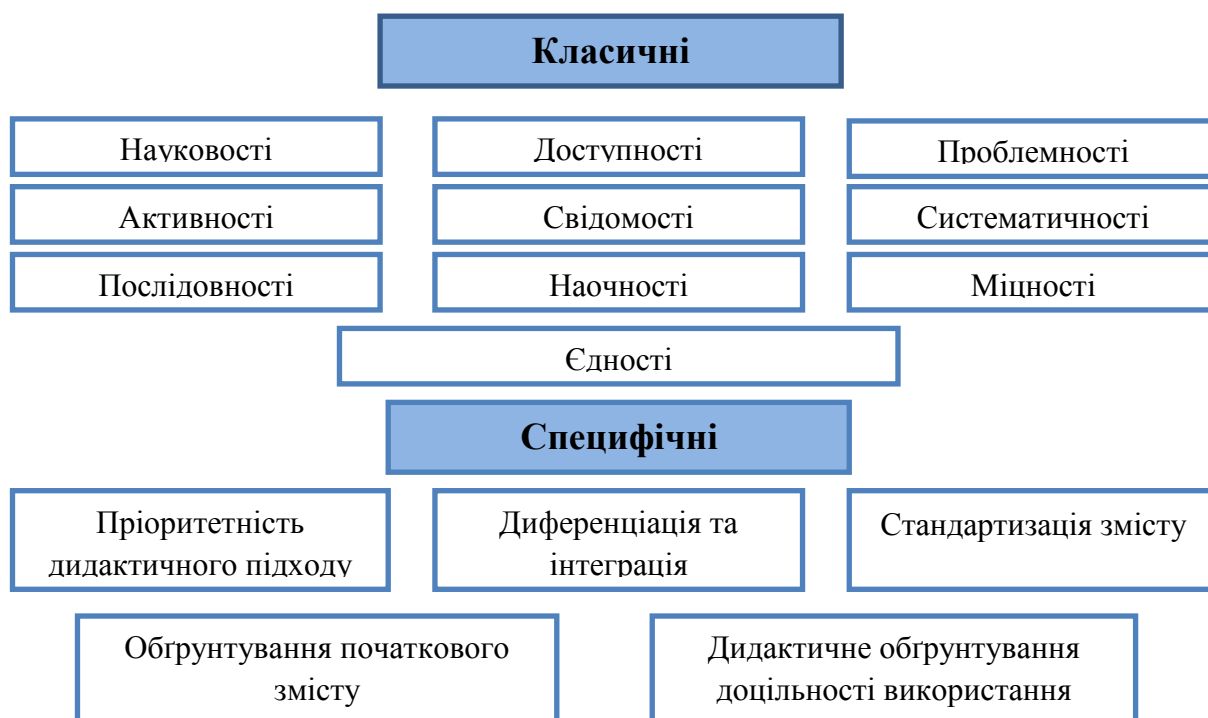 Класичні
Науковості
Доступності
Проблемності
Активності
Свідомості
Систематичності
Послідовності
Наочності
Міцності
Єдності
Специфічні
Пріоритетність
дидактичного підходу
Диференціація та
інтеграція
Стандартизація змісту
Обґрунтування початкового
змісту
Дидактичне обґрунтування
доцільності використання